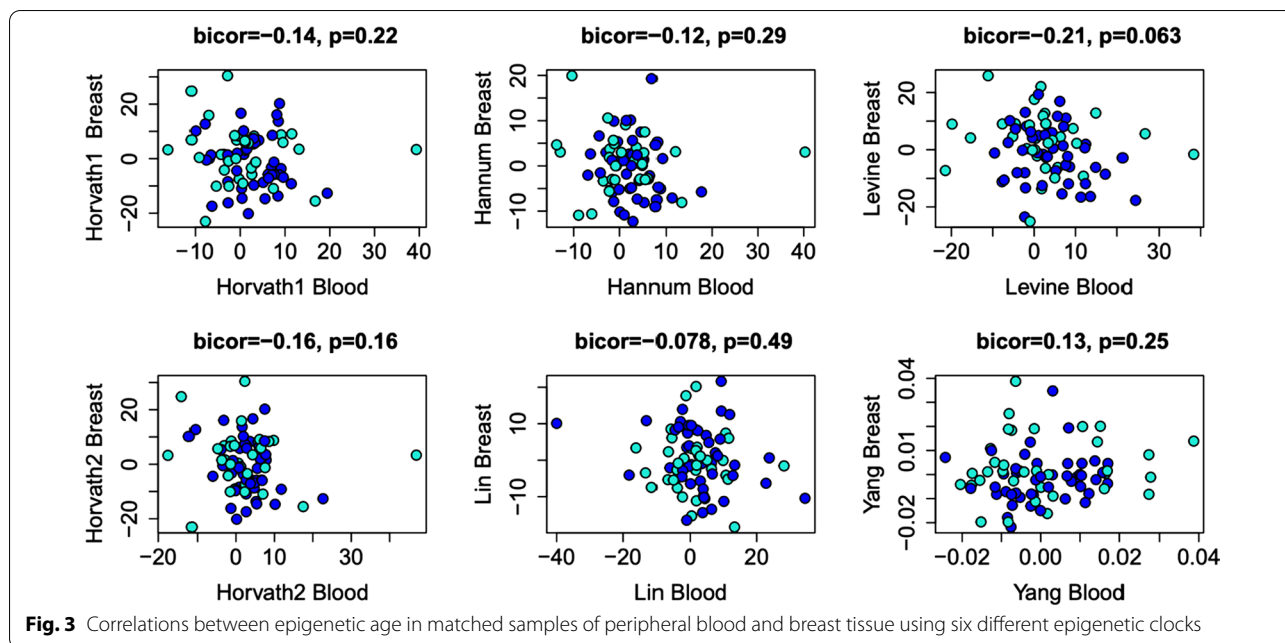 bicor=−0.14, p=0.22
bicor=−0.12, p=0.29
bicor=−0.21, p=0.063
Horvath1 Breast
20
0
−20
−10
0
10
20
30
40
Horvath1 Blood
Hannum Breast
20
10
0
−10
−10
0
10
20
30
40
Hannum Blood
Levine Breast
20
0
−20
−20
0
10
30
Levine Blood
bicor=−0.16, p=0.16
bicor=−0.078, p=0.49
bicor=0.13, p=0.25
Horvath2 Breast
20
0
−20
−20
0
10
30
Horvath2 Blood
Lin Breast
10
−10
−40
−20
0
20
Lin Blood
Yang Breast
0.04
0.01
−0.02
−0.02
0.00
0.02
0.04
Yang Blood
Fig. 3 Correlations between epigenetic age in matched samples of peripheral blood and breast tissue using six different epigenetic clocks